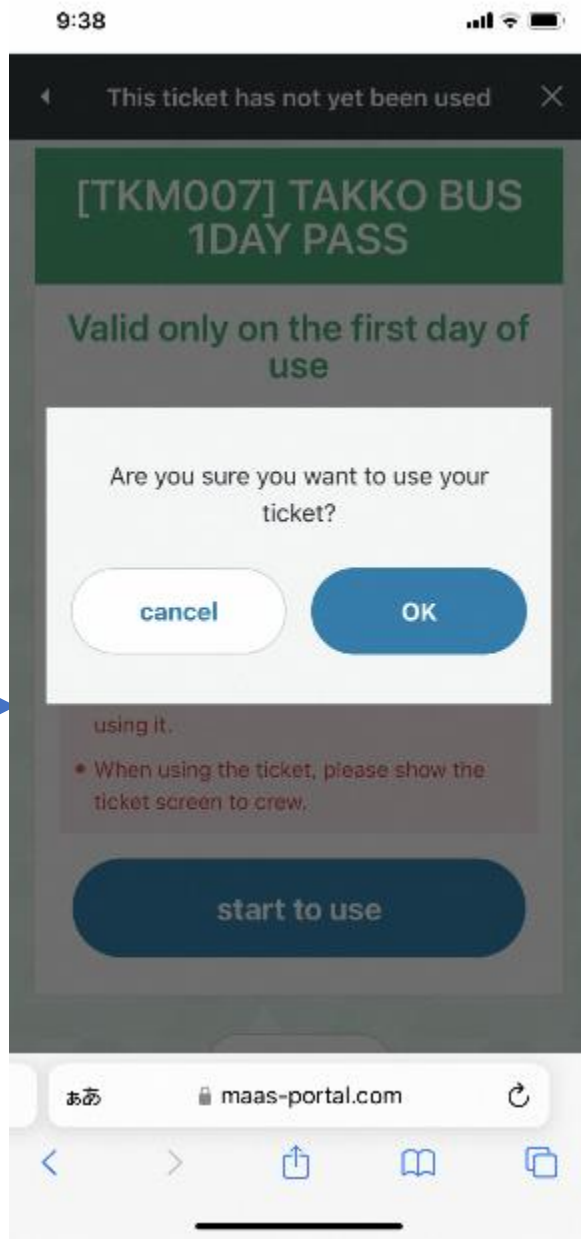 9:38
This ticket has not yet been used
[TKM007] TAKKO BUS
1DAY PASS
Valid only on the first day of
use
Are you sure you want to use your
ticket?
cancel
OK
using it.
• When using the ticket, please show the
ticket screen to crew.
start to use
ぁあ
maas-portal.com